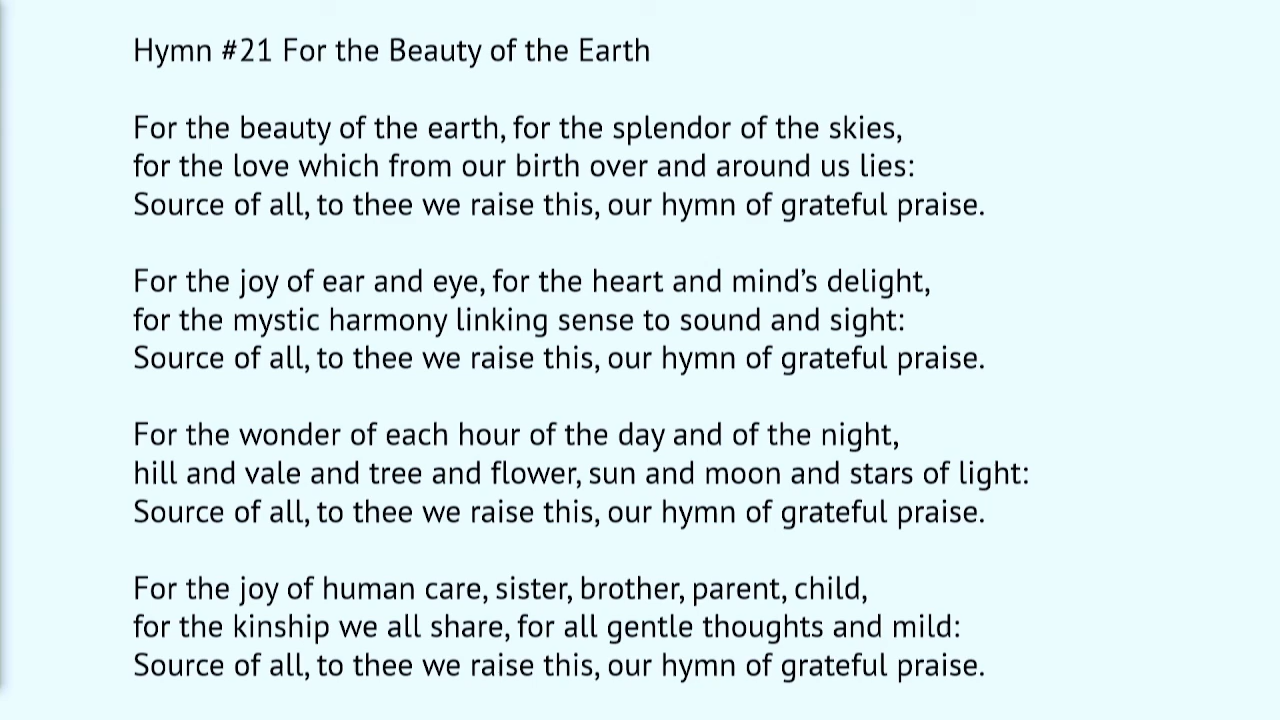 Hymn #21 For the Beauty of the Earth
For the beauty of the earth, for the splendor of the skies,
for the love which from our birth over and around us lies:
Source of all, to thee we raise this, our hymn of grateful praise.
For the joy of ear and eye, for the heart and mind’s delight,
for the mystic harmony linking sense to sound and sight:
Source of all, to thee we raise this, our hymn of grateful praise.
For the wonder of each hour of the day and of the night,
hill and vale and tree and flower, sun and moon and stars of light:
Source of all, to thee we raise this, our hymn of grateful praise.
For the joy of human care, sister, brother, parent, child,
for the kinship we all share, for all gentle thoughts and mild:
Source of all, to thee we raise this, our hymn of grateful praise.